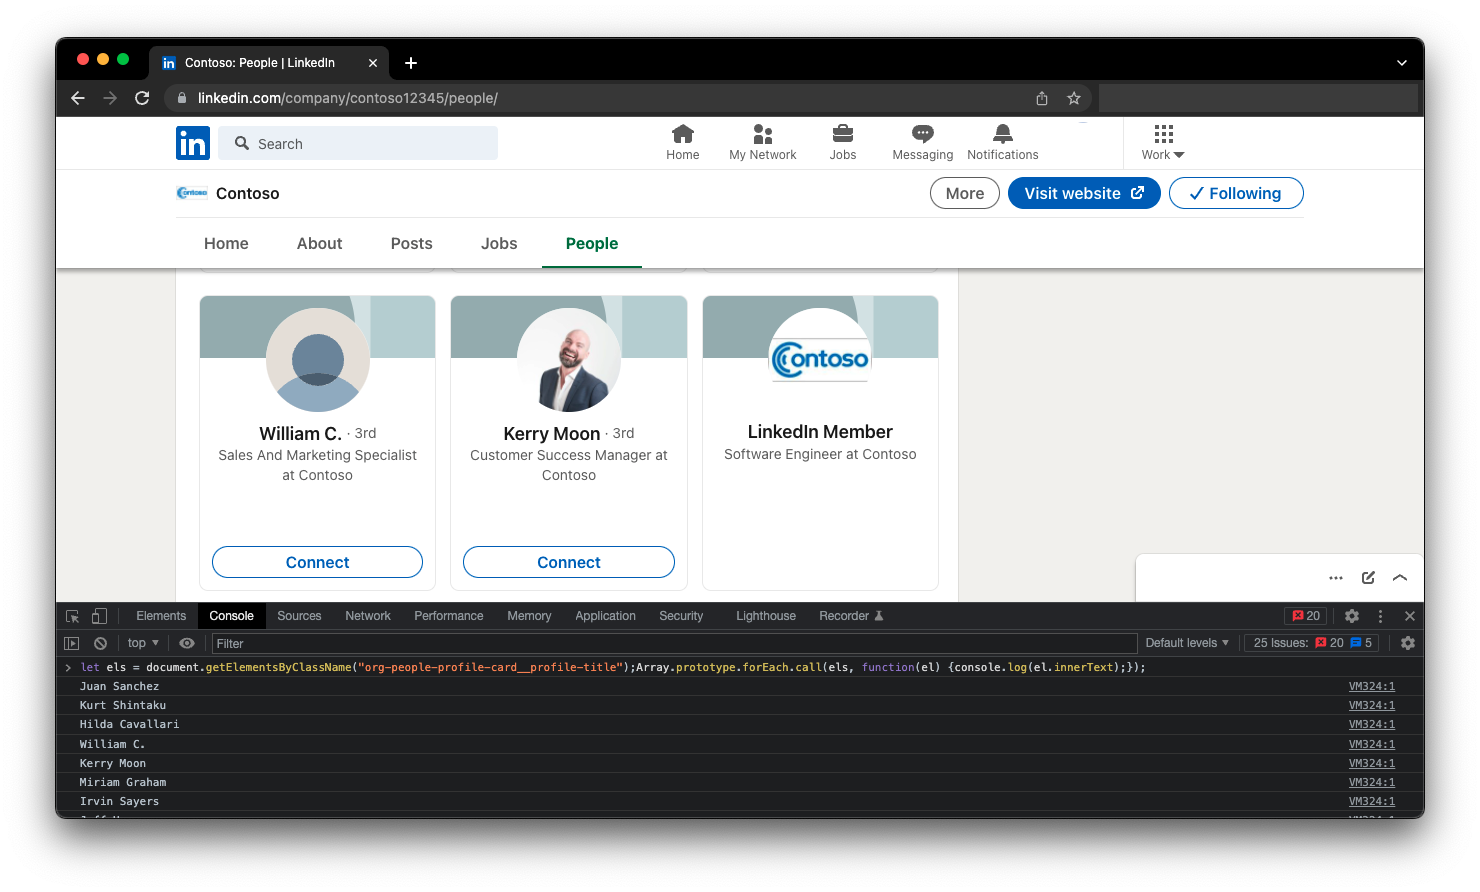 Contoso: People | LinkedIn
linkedin.com/company/contoso12345/people/
in Search Home My Network Jobs Messaging Notifications Work
Contoso Contoso More Visit website Following
Home About Posts Jobs People
Contoso
William C. · 3rd
Sales And Marketing Specialist
at Contoso
Connect
Kerry Moon · 3rd
Customer Success Manager at
Contoso
Connect
LinkedIn Member
Software Engineer at Contoso
Elements Console Sources Network Performance Memory Application Security Lighthouse Recorder 20
top Filter Default levels 25 Issues: 20 5
> let els = document.getElementsByClassName("org-people-profile-card__profile-title");Array.prototype.forEach.call(els, function(el) {console.log(el.innerText);});
Juan Sanchez VM324:1
Kurt Shintaku VM324:1
Hilda Cavallari VM324:1
William C. VM324:1
Kerry Moon VM324:1
Miriam Graham VM324:1
Irvin Sayers VM324:1